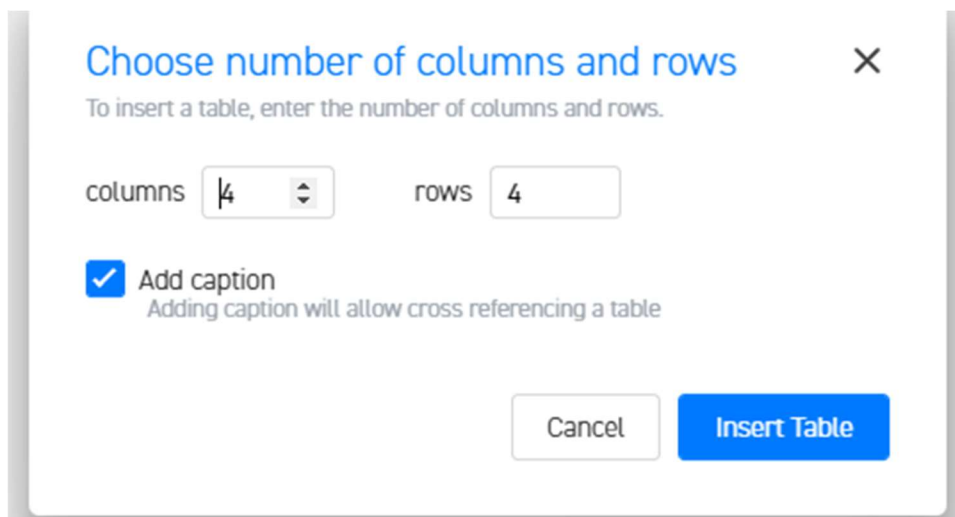 Choose number of columns and rows
To insert a table, enter the number of columns and rows.
columns 4 rows 4
Add caption
Adding caption will allow cross referencing a table
Cancel Insert Table